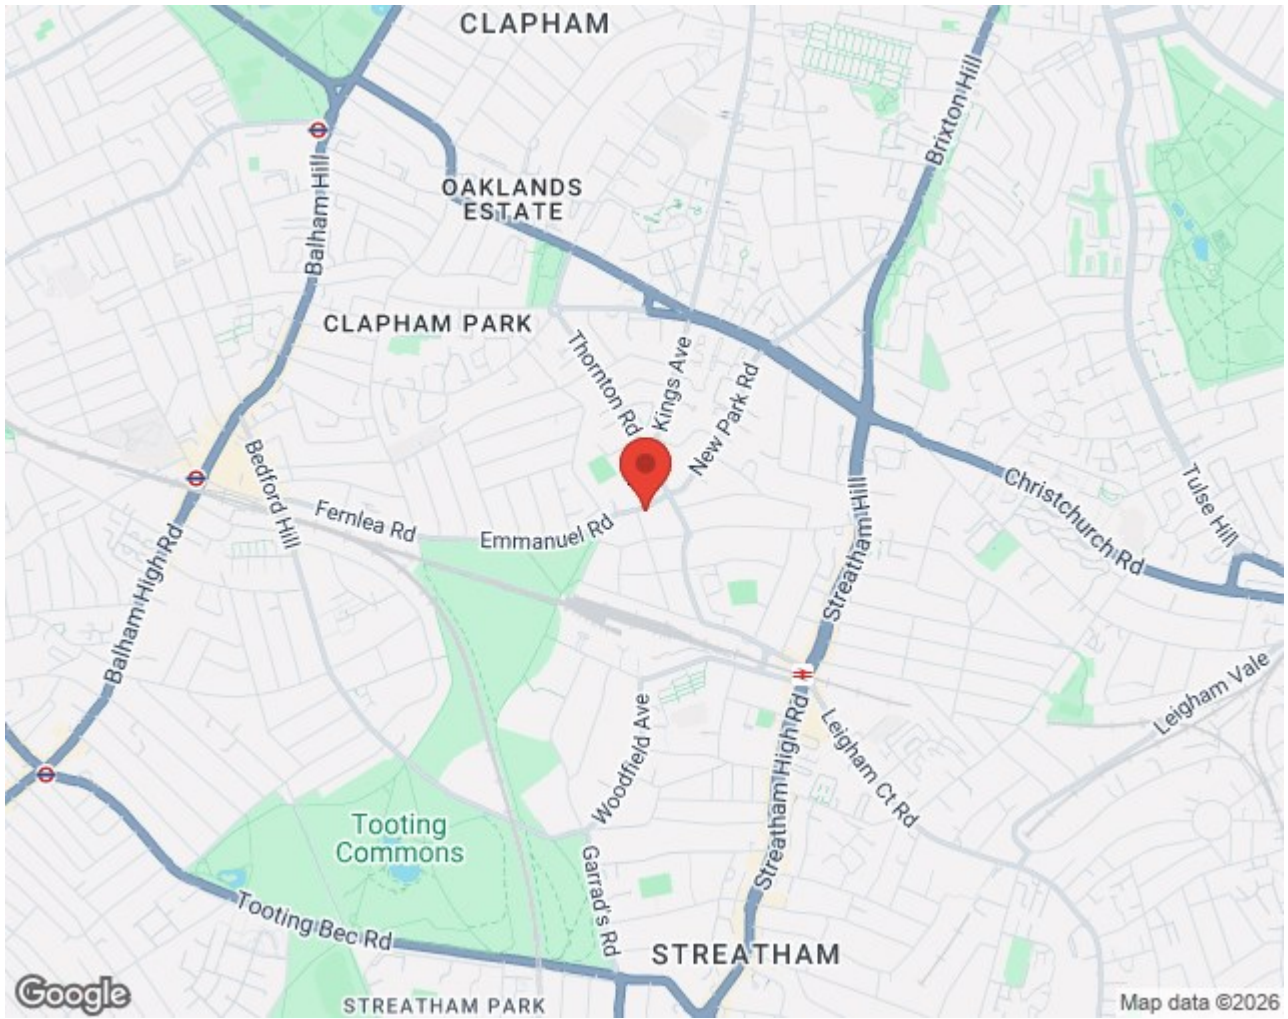 CLAPHAM
Brixton Hill
Balham Hill
OAKLANDS
ESTATE
CLAPHAM PARK
Thornton Rd
Kings Ave
New Park Rd
Bedford Hill
Christchurch Rd
Tulse Hill
Fernlea Rd
Emmanuel Rd
Streatham Hill
Balham High Rd
Leigham Vale
Woodfield Ave
Streatham High Rd
Leigham Ct Rd
Tooting
Commons
Garrad's Rd
Tooting Bec Rd
STREATHAM
STREATHAM PARK
Google
Map data ©2026